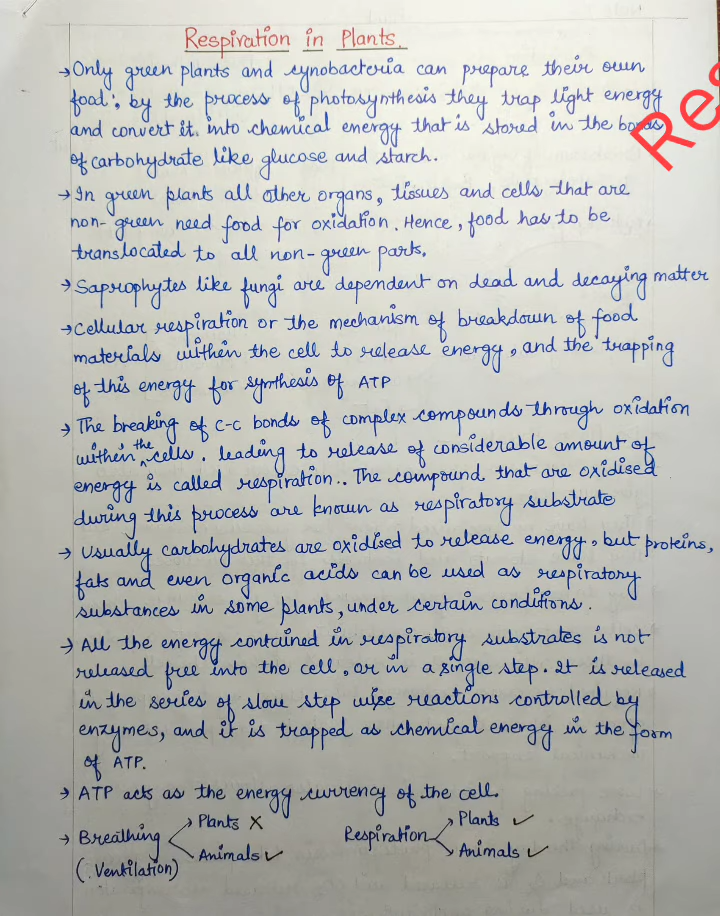 Respiration in Plants.
→ Only green plants and cynobacteria can prepare their own
food; by the process of photosynthesis they trap light energy
and convert it into chemical energy that is stored in the bonds
of carbohydrate like glucose and starch.
→ In green plants all other organs, tissues and cells that are
non-green need food for oxidation. Hence, food has to be
translocated to all non-green parts.
→ Saprophytes like fungi are dependent on dead and decaying matter
→ Cellular respiration or the mechanism of breakdown of food
materials within the cell to release energy, and the trapping
of this energy for synthesis of ATP
→ The breaking of C-C bonds of complex compounds through oxidation
within the cells. leading to release of considerable amount of
energy is called respiration.. The compound that are oxidised
during this process are known as respiratory substrate
→ Usually carbohydrates are oxidised to release energy, but proteins,
fats and even organic acids can be used as respiratory
substances in some plants, under certain conditions.
→ All the energy contained in respiratory substrates is not
released free into the cell, or in a single step. It is released
in the series of slow step wise reactions controlled by
enzymes, and it is trapped as chemical energy in the form
of ATP.
→ ATP acts as the energy currency of the cell.
→ Breathing → Plants ✗
→ Animals ✓
(Ventilation)
Respiration → Plants ✓
→ Animals ✓
Res